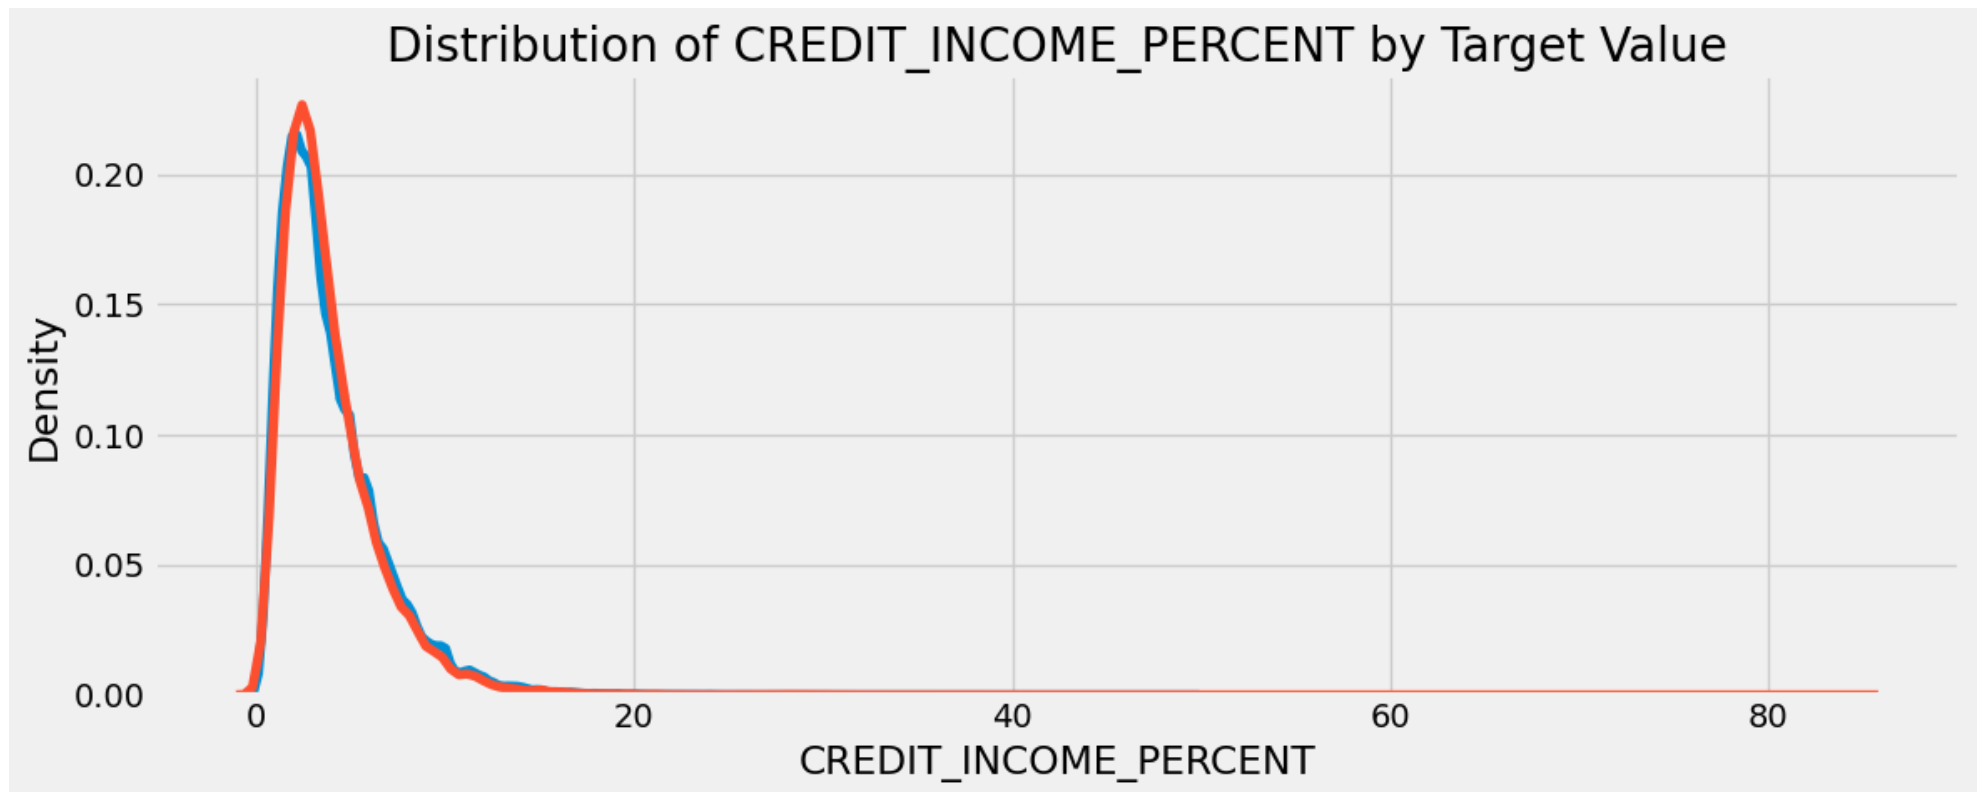 Distribution of CREDIT_INCOME_PERCENT by Target Value
Density
0.20
0.15
0.10
0.05
0.00
0 20 40 60 80
CREDIT_INCOME_PERCENT